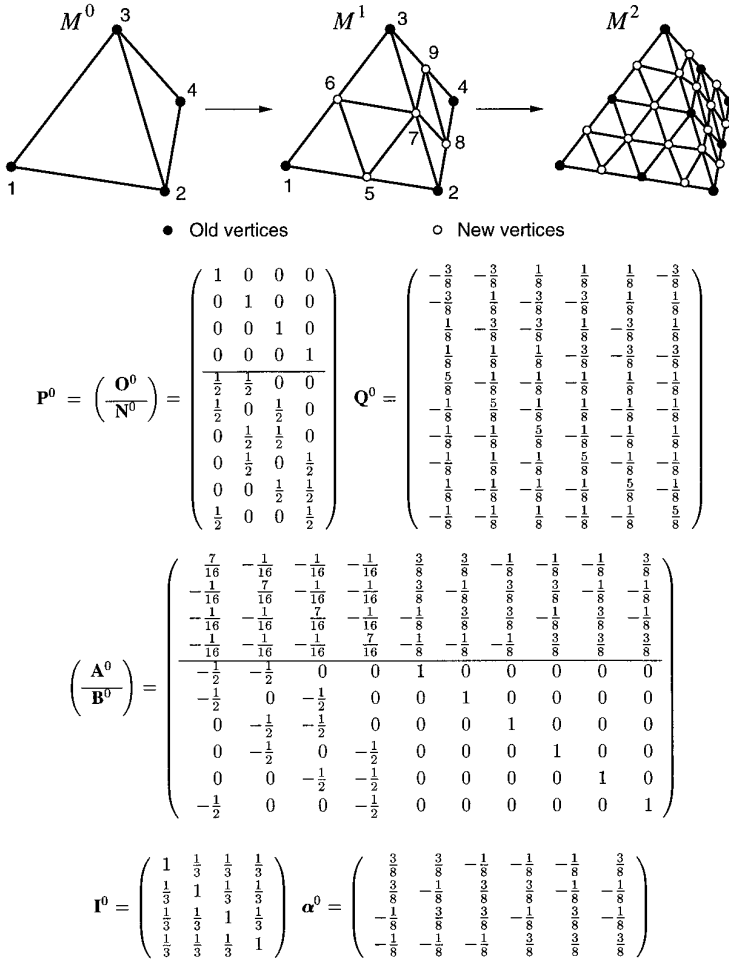 M⁰ M¹ M²
3 3
9
4 4
6
7
8
1 1
5
2 2
● Old vertices ○ New vertices
1 0 0 0
0 1 0 0
0 0 1 0
0 0 0 1
P⁰ = (O⁰/N⁰) =
1/2 1/2 0 0
1/2 0 1/2 0
0 1/2 1/2 0
0 1/2 0 1/2
0 0 1/2 1/2
1/2 0 0 1/2
Q⁰ =
-3/8 -3/8 1/8 1/8 1/8 -3/8
-3/8 1/8 -3/8 -3/8 1/8 1/8
1/8 -3/8 -3/8 1/8 -3/8 1/8
1/8 1/8 1/8 -3/8 -3/8 -3/8
5/8 -1/8 -1/8 -1/8 1/8 -1/8
-1/8 5/8 -1/8 1/8 -1/8 -1/8
-1/8 -1/8 5/8 -1/8 -1/8 1/8
-1/8 1/8 -1/8 5/8 -1/8 -1/8
1/8 -1/8 -1/8 -1/8 5/8 -1/8
-1/8 -1/8 1/8 -1/8 -1/8 5/8
(A⁰/B⁰) =
7/16 -1/16 -1/16 -1/16 3/8 3/8 -1/8 -1/8 -1/8 3/8
-1/16 7/16 -1/16 -1/16 3/8 -1/8 3/8 3/8 -1/8 -1/8
-1/16 -1/16 7/16 -1/16 -1/8 3/8 3/8 -1/8 3/8 -1/8
-1/16 -1/16 -1/16 7/16 -1/8 -1/8 -1/8 3/8 3/8 3/8
-1/2 -1/2 0 0 1 0 0 0 0 0
-1/2 0 -1/2 0 0 1 0 0 0 0
0 -1/2 -1/2 0 0 0 1 0 0 0
0 -1/2 0 -1/2 0 0 0 1 0 0
0 0 -1/2 -1/2 0 0 0 0 1 0
-1/2 0 0 -1/2 0 0 0 0 0 1
I⁰ =
1 1/3 1/3 1/3
1/3 1 1/3 1/3
1/3 1/3 1 1/3
1/3 1/3 1/3 1
α⁰ =
3/8 3/8 -1/8 -1/8 -1/8 3/8
3/8 -1/8 3/8 3/8 -1/8 -1/8
-1/8 3/8 3/8 -1/8 3/8 -1/8
-1/8 -1/8 -1/8 3/8 3/8 3/8